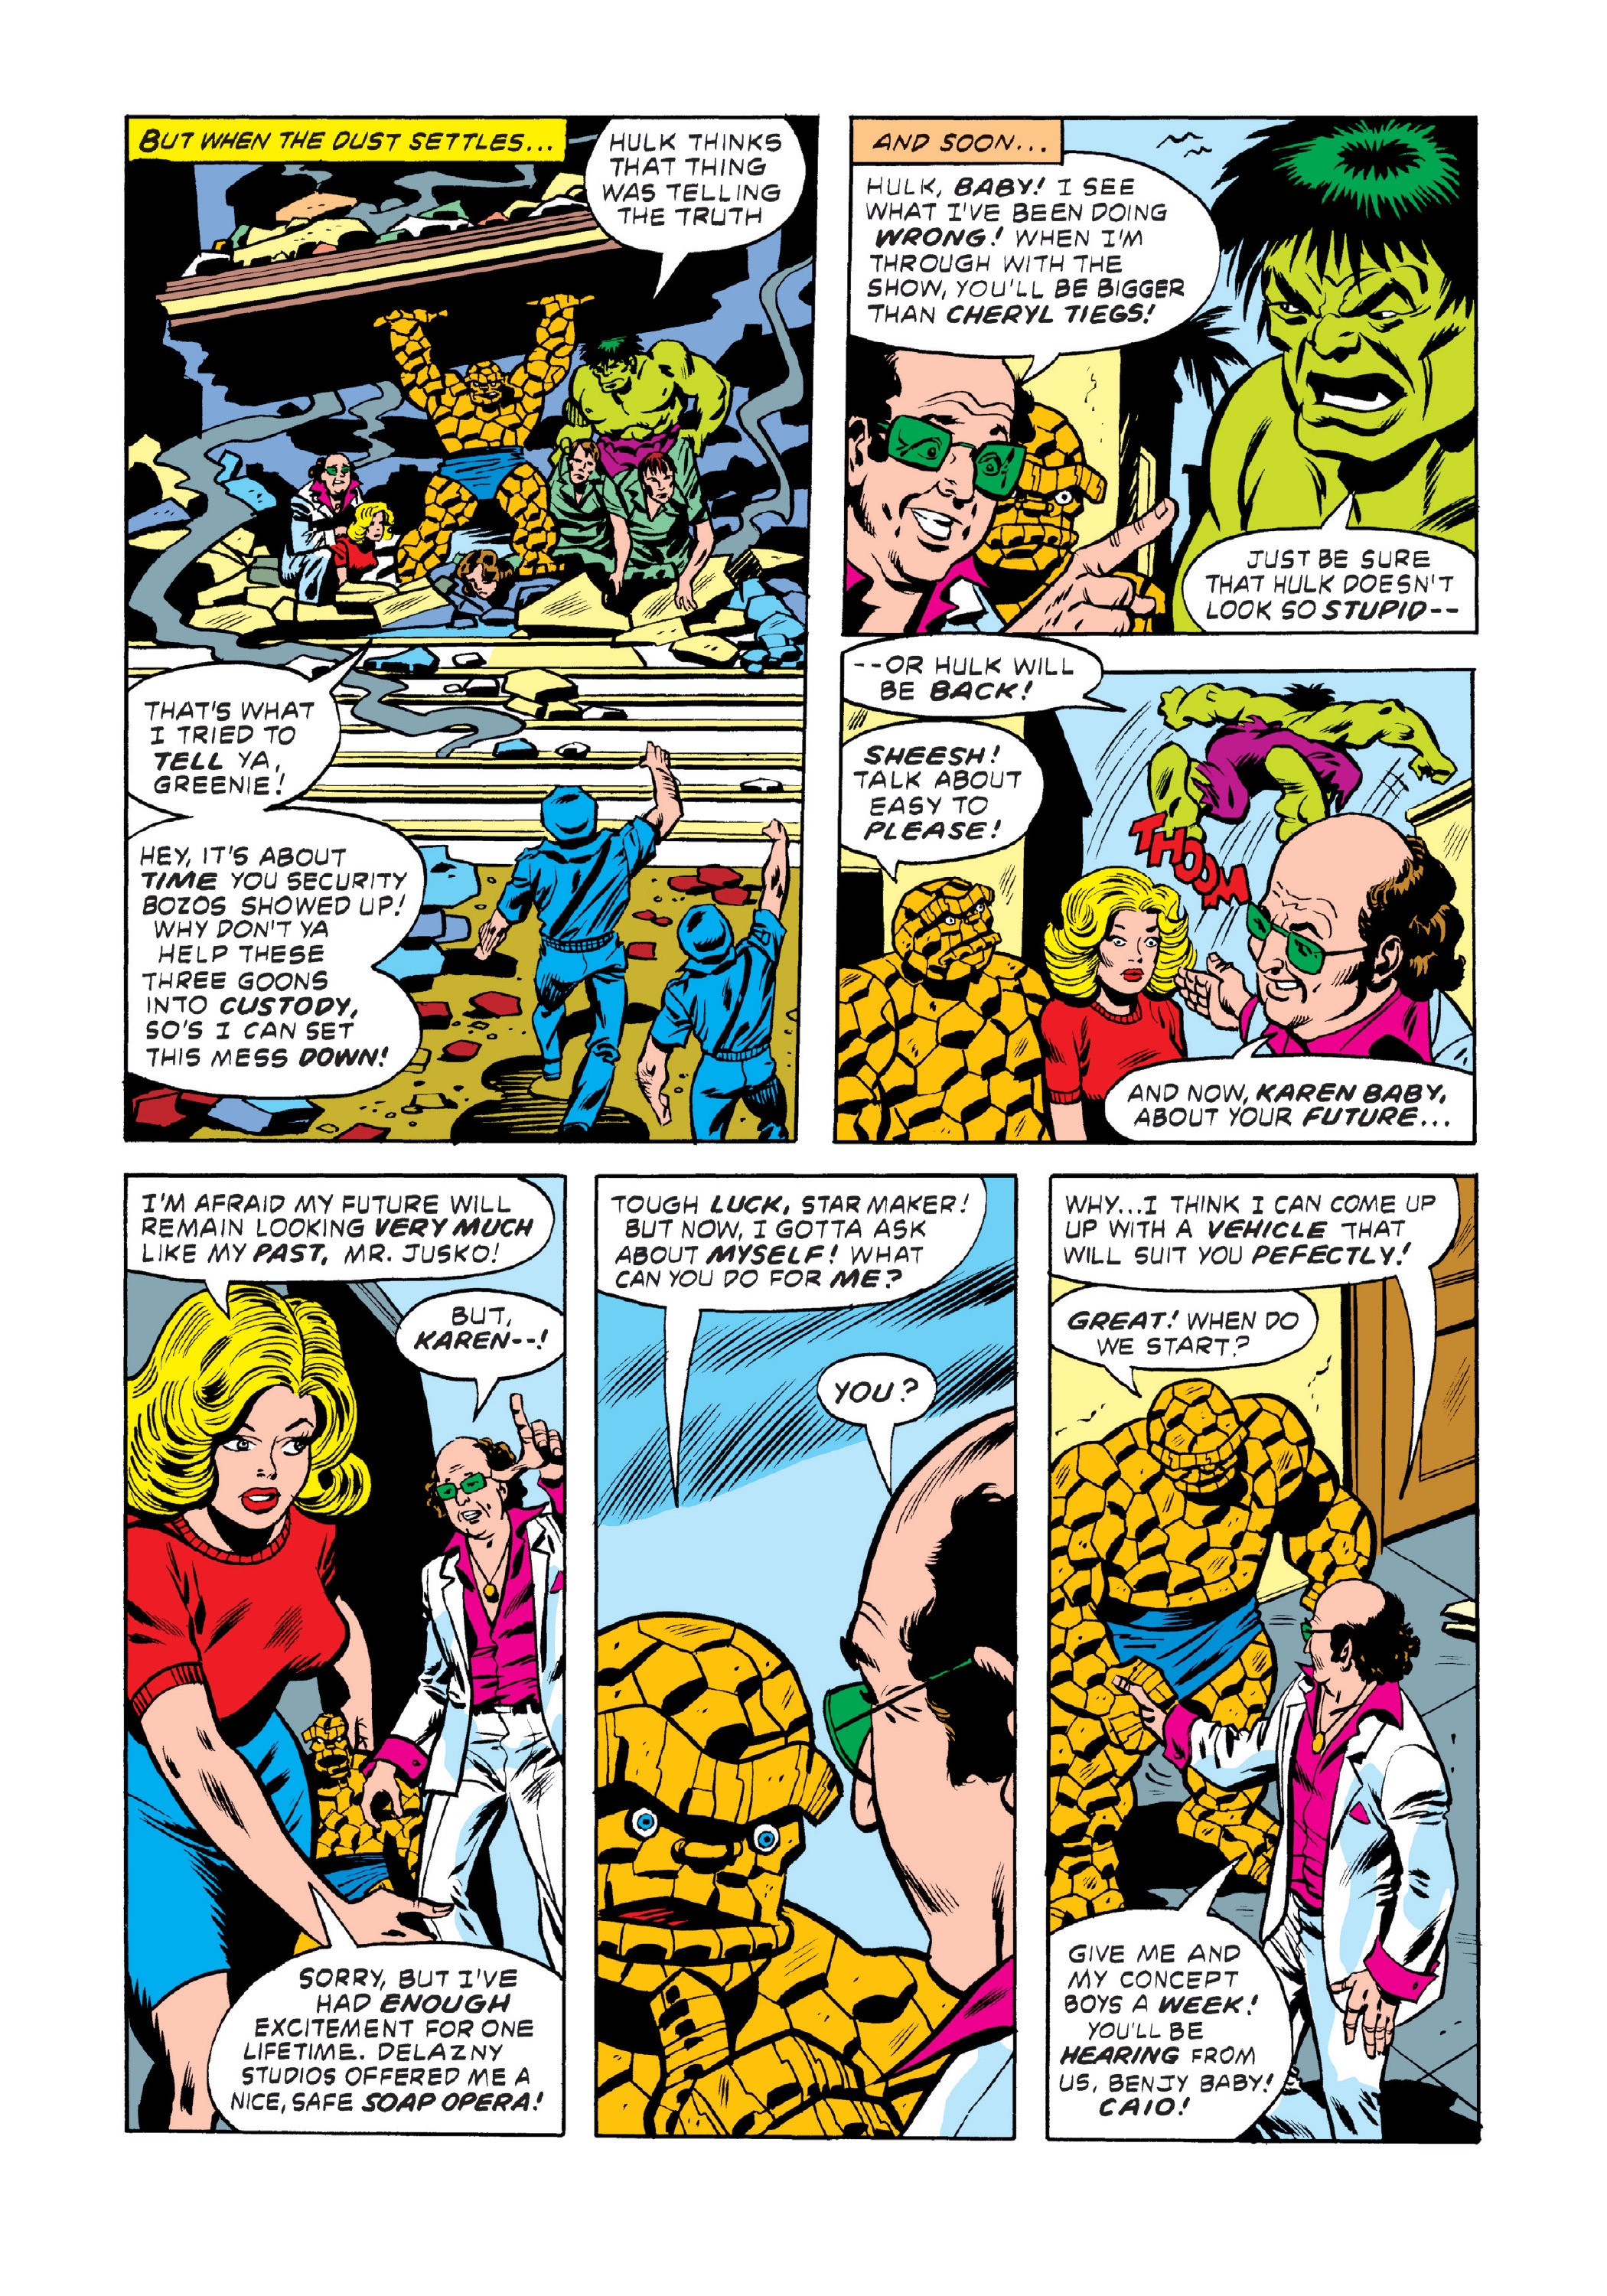 BUT WHEN THE DUST SETTLES...
HULK THINKS
THAT THING
WAS TELLING
THE TRUTH
THAT'S WHAT
I TRIED TO
TELL YA,
GREENIE!
HEY, IT'S ABOUT
TIME YOU SECURITY
BOZOS SHOWED UP!
WHY DON'T YA
HELP THESE
THREE GOONS
INTO CUSTODY,
SO'S I CAN SET
THIS MESS DOWN!
AND SOON...
HULK, BABY! I SEE
WHAT I'VE BEEN DOING
WRONG! WHEN I'M
THROUGH WITH THE
SHOW, YOU'LL BE BIGGER
THAN CHERYL TIEGS!
JUST BE SURE
THAT HULK DOESN'T
LOOK SO STUPID--
--OR HULK WILL
BE BACK!
SHEESH!
TALK ABOUT
EASY TO
PLEASE!
THOOM
AND NOW, KAREN BABY,
ABOUT YOUR FUTURE...
I'M AFRAID MY FUTURE WILL
REMAIN LOOKING VERY MUCH
LIKE MY PAST, MR. JUSKO!
BUT,
KAREN--!
SORRY, BUT I'VE
HAD ENOUGH
EXCITEMENT FOR ONE
LIFETIME. DELAZNY
STUDIOS OFFERED ME A
NICE, SAFE SOAP OPERA!
TOUGH LUCK, STAR MAKER!
BUT NOW, I GOTTA ASK
ABOUT MYSELF! WHAT
CAN YOU DO FOR ME?
YOU?
WHY...I THINK I CAN COME UP
UP WITH A VEHICLE THAT
WILL SUIT YOU PEFECTLY!
GREAT! WHEN DO
WE START?
GIVE ME AND
MY CONCEPT
BOYS A WEEK!
YOU'LL BE
HEARING FROM
US, BENJY BABY!
CAIO!